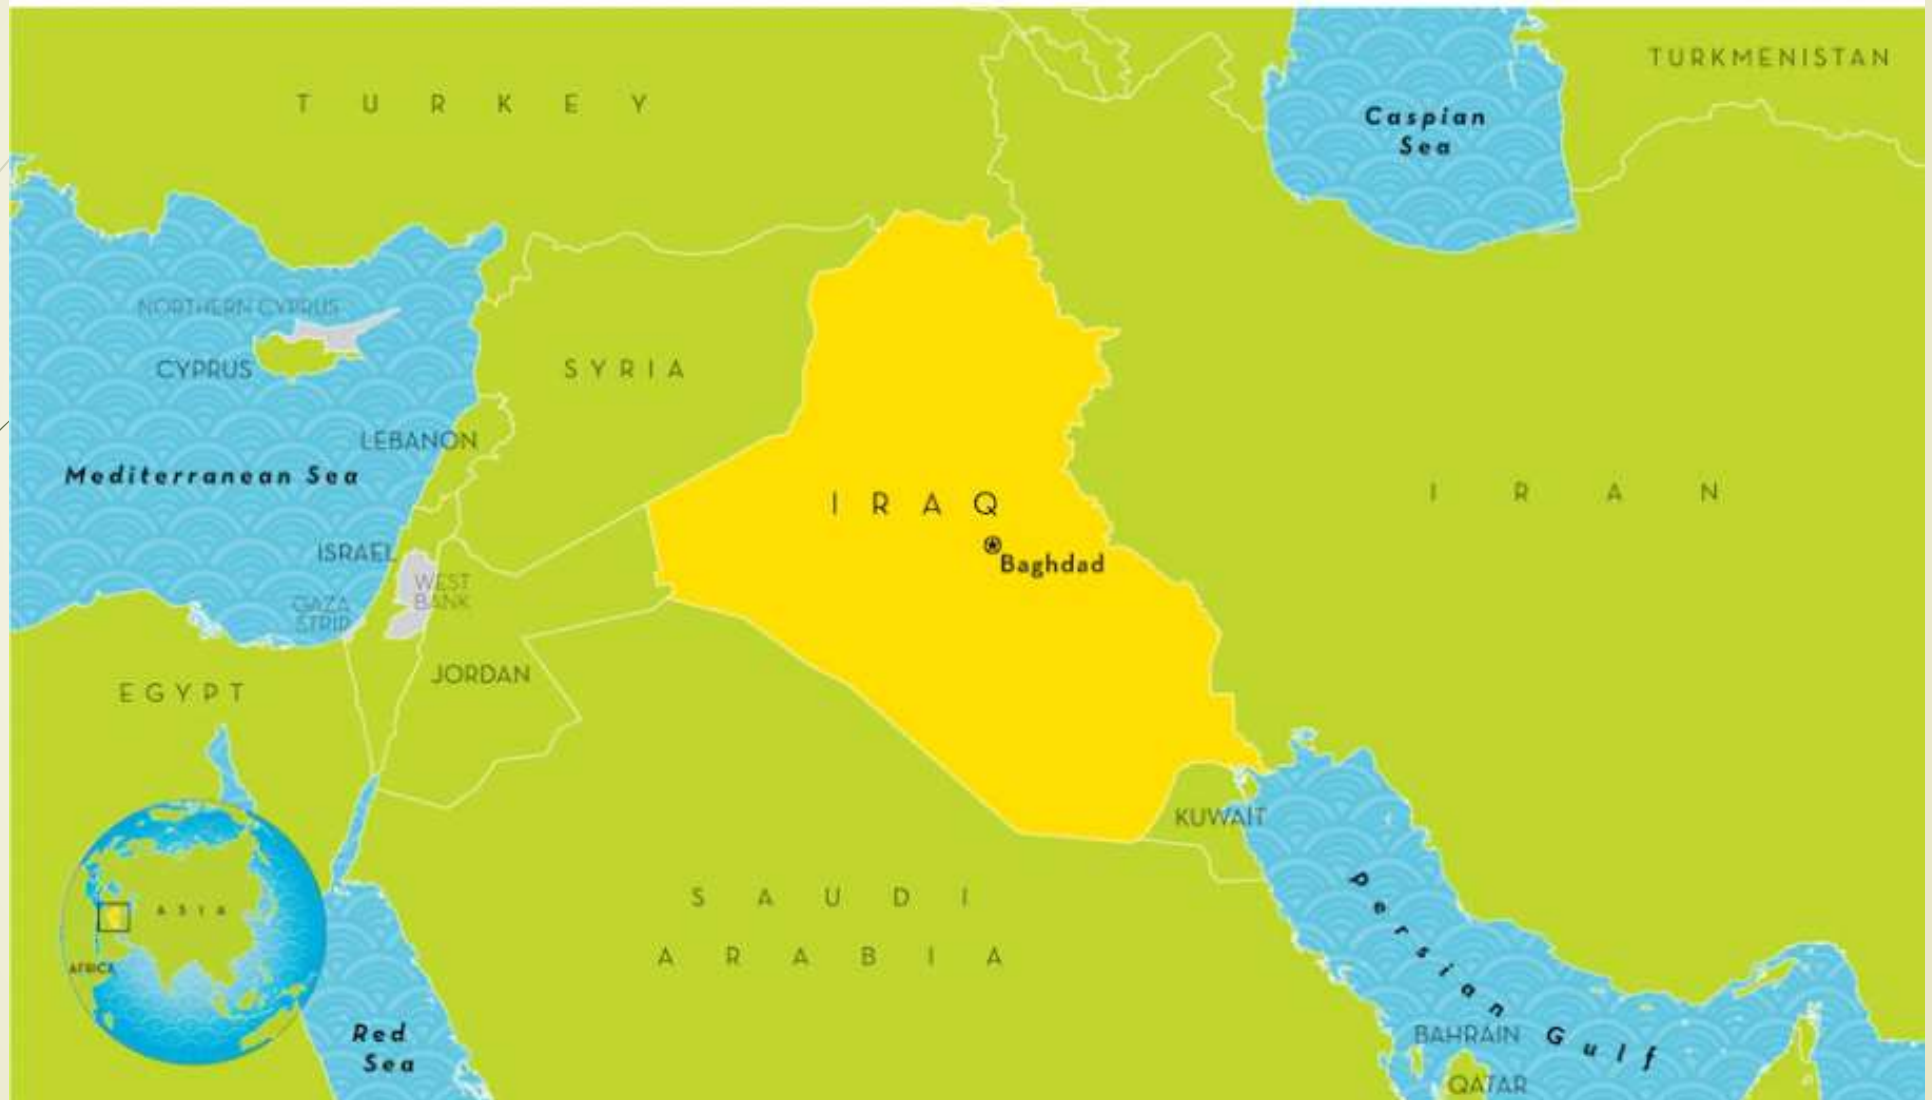 TURKMENISTAN
TURKEY
Caspian
Sea
NORTHERN CYPRUS
CYPRUS
SYRIA
LEBANON
Mediterranean Sea
IRAQ
IRAN
Baghdad
ISRAEL
WEST
BANK
GAZA
STRIP
JORDAN
EGYPT
KUWAIT
SAUDI
ARABIA
Persian Gulf
ASIA
AFRICA
Red
Sea
BAHRAIN
QATAR